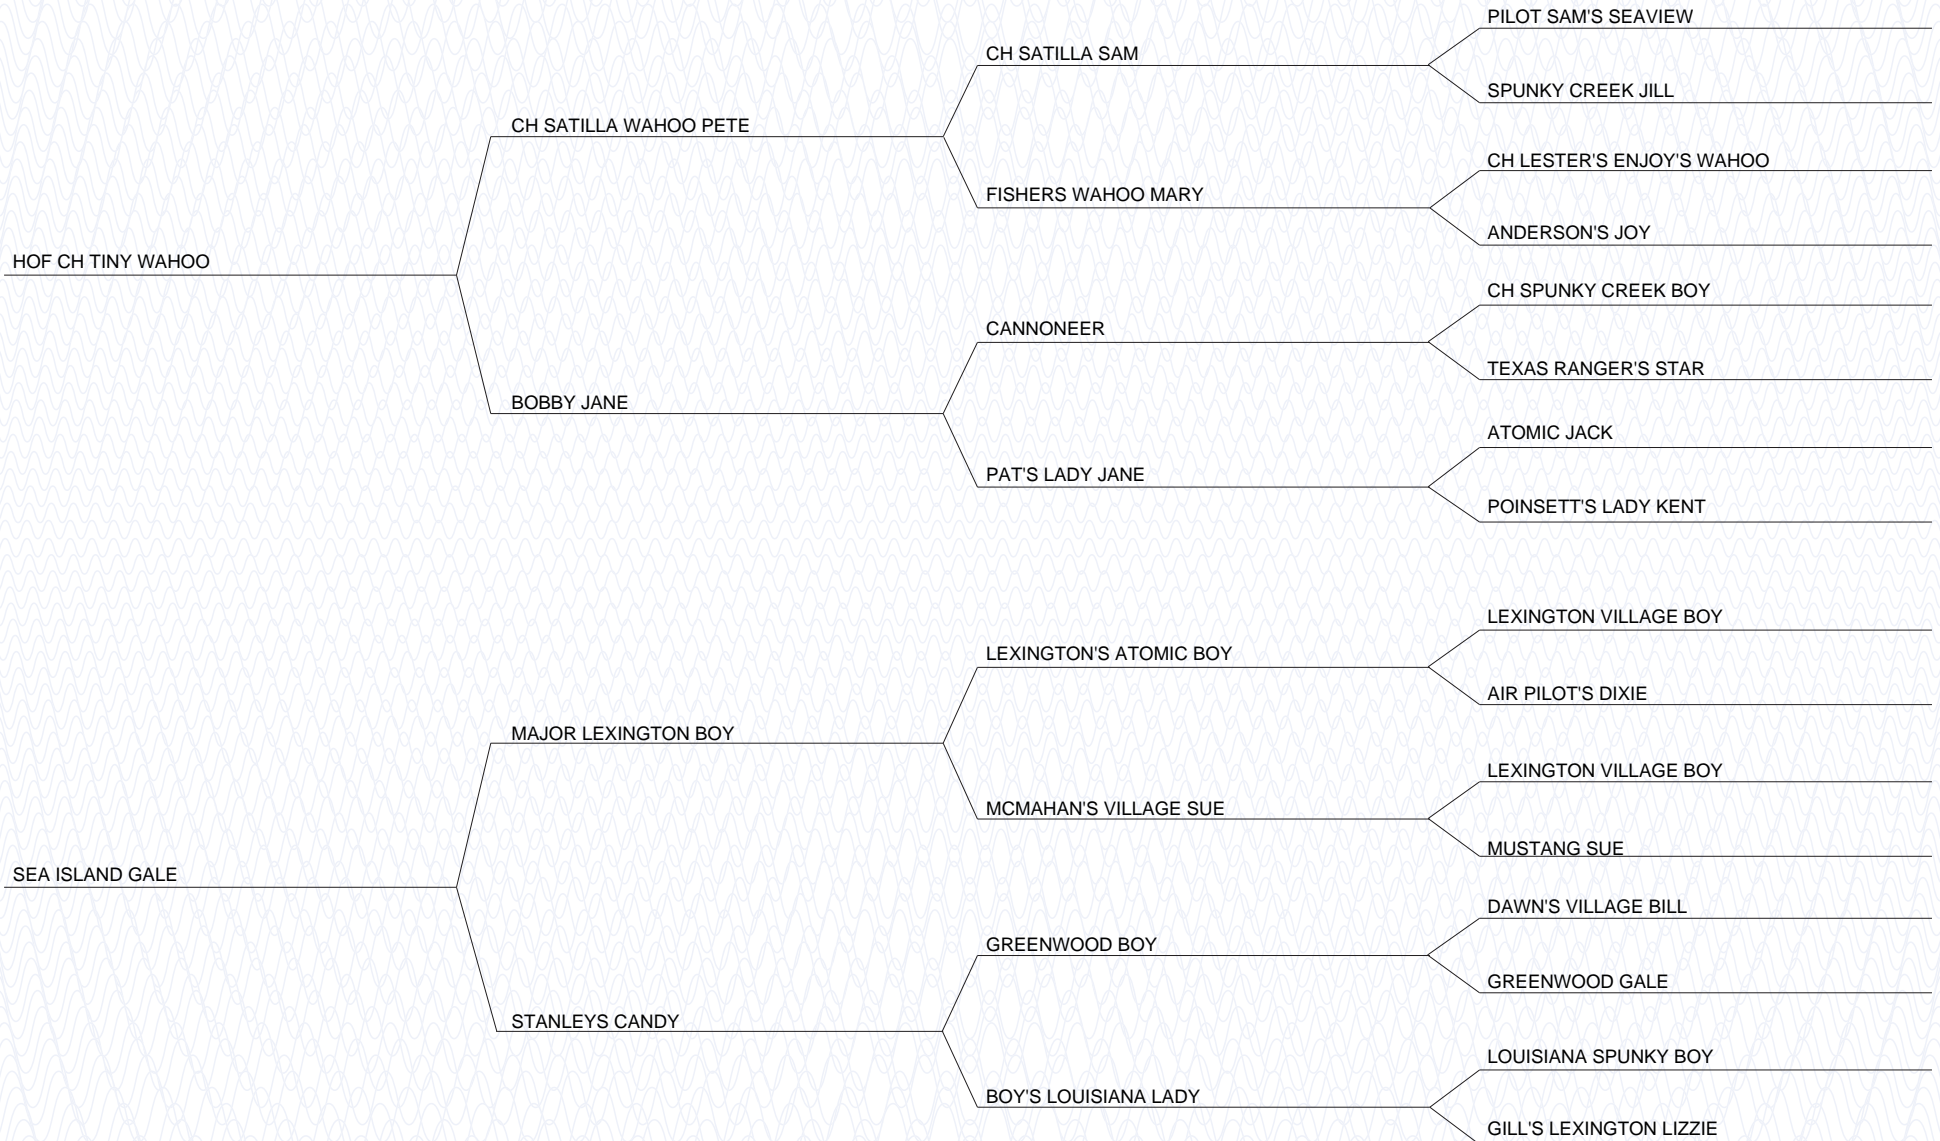 PILOT SAM'S SEAVIEW
CH SATILLA SAM
SPUNKY CREEK JILL
CH SATILLA WAHOO PETE
CH LESTER'S ENJOY'S WAHOO
FISHERS WAHOO MARY
ANDERSON'S JOY
HOF CH TINY WAHOO
CH SPUNKY CREEK BOY
CANNONEER
TEXAS RANGER'S STAR
BOBBY JANE
ATOMIC JACK
PAT'S LADY JANE
POINSETT'S LADY KENT
LEXINGTON VILLAGE BOY
LEXINGTON'S ATOMIC BOY
AIR PILOT'S DIXIE
MAJOR LEXINGTON BOY
LEXINGTON VILLAGE BOY
MCMAHAN'S VILLAGE SUE
MUSTANG SUE
SEA ISLAND GALE
DAWN'S VILLAGE BILL
GREENWOOD BOY
GREENWOOD GALE
STANLEYS CANDY
LOUISIANA SPUNKY BOY
BOY'S LOUISIANA LADY
GILL'S LEXINGTON LIZZIE